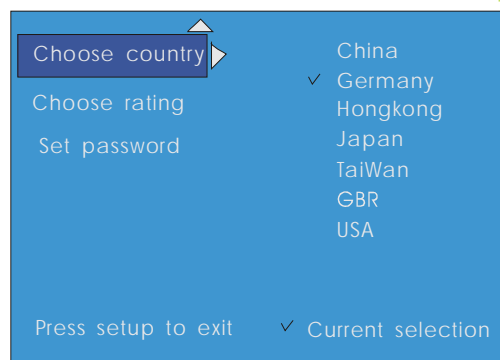 Choose country
Choose rating
Set password
China
✓ Germany
Hongkong
Japan
TaiWan
GBR
USA
Press setup to exit
✓ Current selection